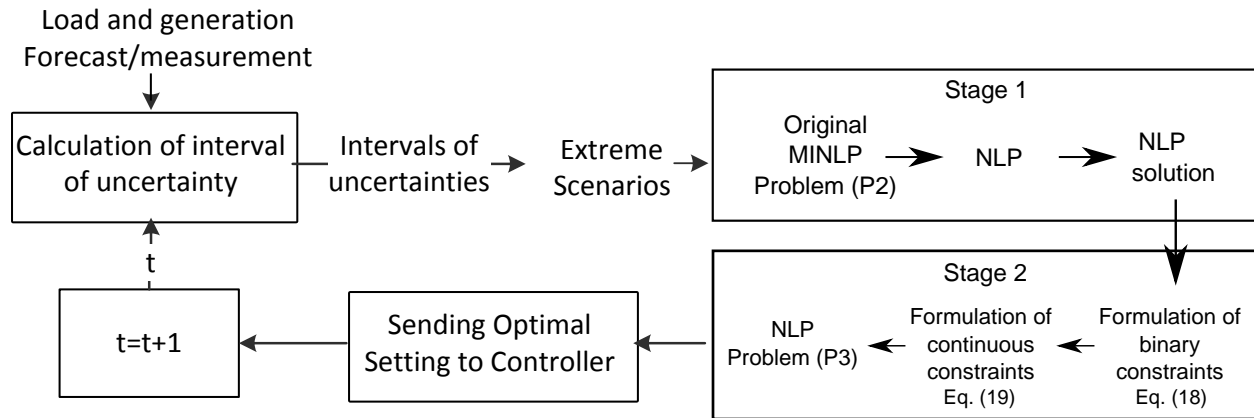 Load and generation
Forecast/measurement
Calculation of interval
of uncertainty
Intervals of
uncertainties
Extreme
Scenarios
Stage 1
Original
MINLP
Problem (P2)
NLP
NLP
solution
Stage 2
Formulation of
binary
constraints
Eq. (18)
Formulation of
continuous
constraints
Eq. (19)
NLP
Problem (P3)
Sending Optimal
Setting to Controller
t=t+1
t